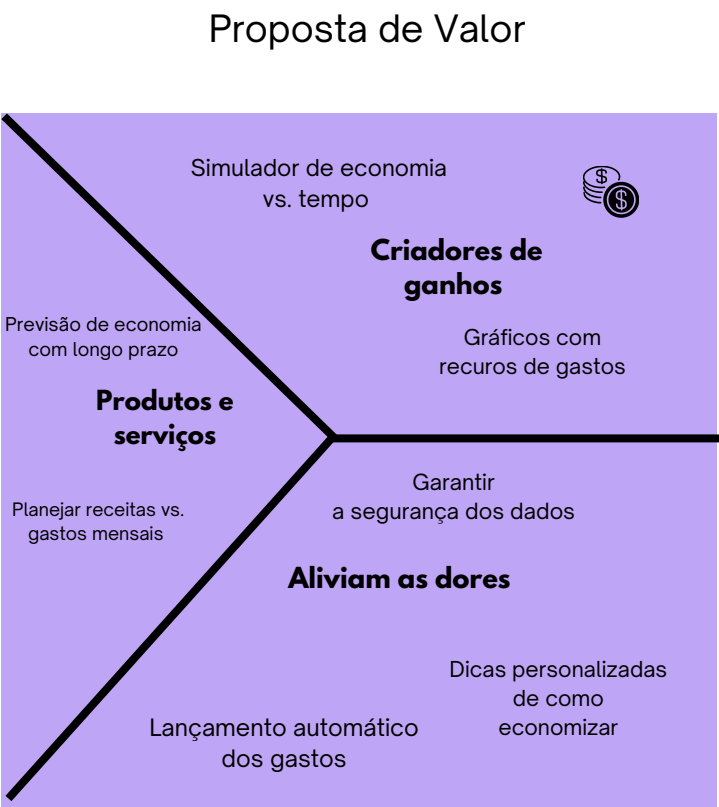 Proposta de Valor
Simulador de economia
vs. tempo
$
$
Criadores de
ganhos
Gráficos com
recuros de gastos
Previsão de economia
com longo prazo
Produtos e
serviços
Planejar receitas vs.
gastos mensais
Garantir
a segurança dos dados
Aliviam as dores
Dicas personalizadas
de como
economizar
Lançamento automático
dos gastos